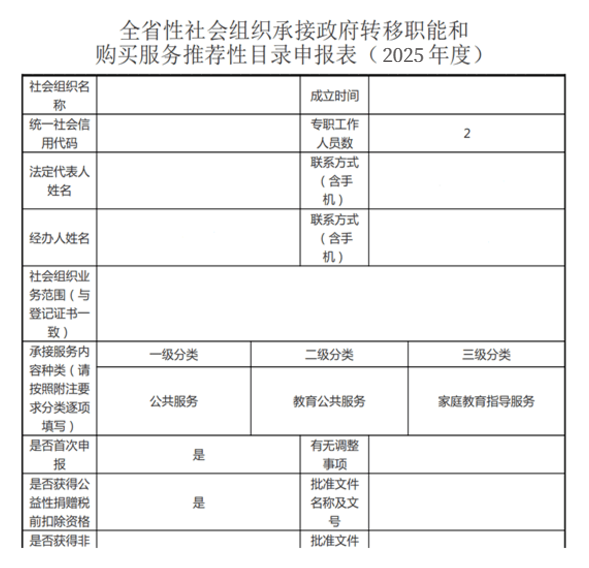 全省性社会组织承接政府转移职能和
购买服务推荐性目录申报表（2025 年度）
社会组织名
称
成立时间
统一社会信
用代码
专职工作
人员数
2
法定代表人
姓名
联系方式
（含手
机）
经办人姓名
联系方式
（含手
机）
社会组织业
务范围（与
登记证书一
致）
承接服务内
容种类（请
按照附注要
求分类逐项
填写）
一级分类
二级分类
三级分类
公共服务
教育公共服务
家庭教育指导服务
是否首次申
报
是
有无调整
事项
是否获得公
益性捐赠税
前扣除资格
是
批准文件
名称及文
号
是否获得非
批准文件